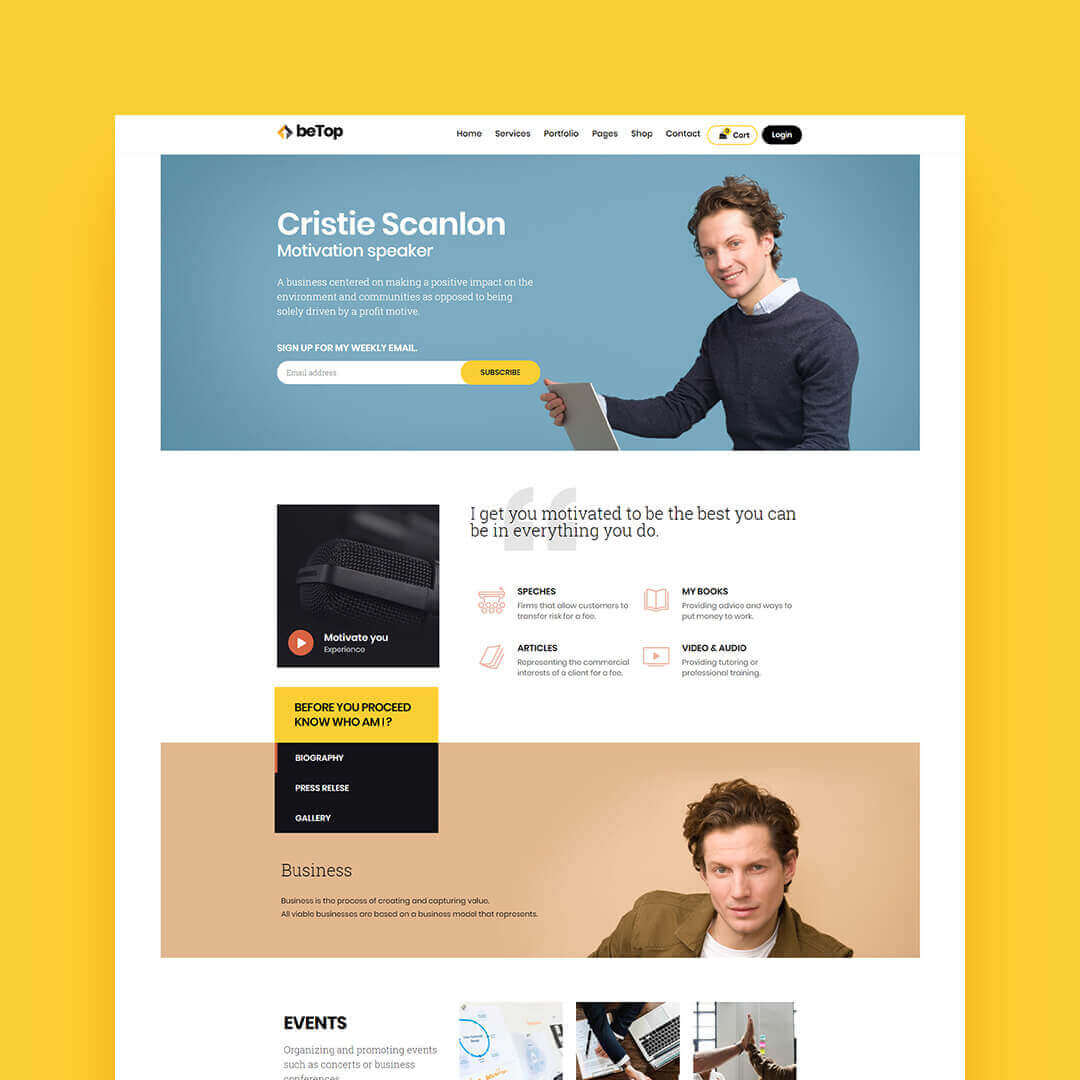 beTop
Home Services Portfolio Pages Shop Contact 0 Cart Login
Cristie Scanlon
Motivation speaker
A business centered on making a positive impact on the
environment and communities as opposed to being
solely driven by a profit motive.
SIGN UP FOR MY WEEKLY EMAIL.
Email address SUBSCRIBE
“
I get you motivated to be the best you can
be in everything you do.
Motivate you
Experience
SPECHES
Firms that allow customers to
transfer risk for a fee.
MY BOOKS
Providing advice and ways to
put money to work.
ARTICLES
Representing the commercial
interests of a client for a fee.
VIDEO & AUDIO
Providing tutoring or
professional training.
BEFORE YOU PROCEED
KNOW WHO AM I ?
BIOGRAPHY
PRESS RELESE
GALLERY
Business
Business is the process of creating and capturing value.
All viable businesses are based on a business model that represents.
EVENTS
Organizing and promoting events
such as concerts or business
conferences